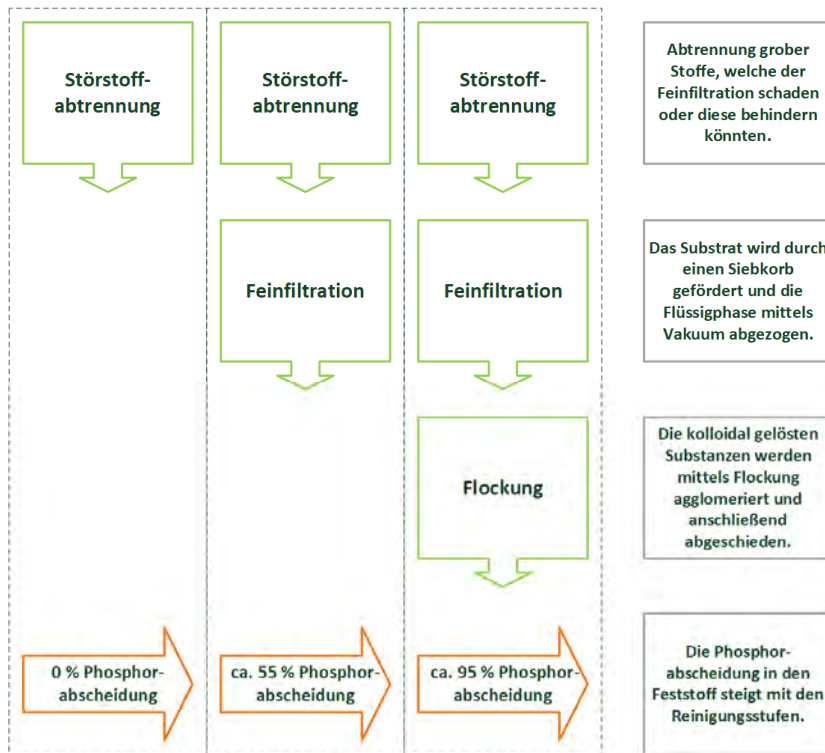 Störstoff-
abtrennung
Störstoff-
abtrennung
Störstoff-
abtrennung
Abtrennung grober
Stoffe, welche der
Feinfiltration schaden
oder diese behindern
könnten.
Feinfiltration
Feinfiltration
Das Substrat wird durch
einen Siebkorb
gefördert und die
Flüssigphase mittels
Vakuum abgezogen.
Flockung
Die kolloidal gelösten
Substanzen werden
mittels Flockung
agglomeriert und
anschließend
abgeschieden.
0 % Phosphor-
abscheidung
ca. 55 % Phosphor-
abscheidung
ca. 95 % Phosphor-
abscheidung
Die Phosphor-
abscheidung in den
Feststoff steigt mit den
Reinigungsstufen.